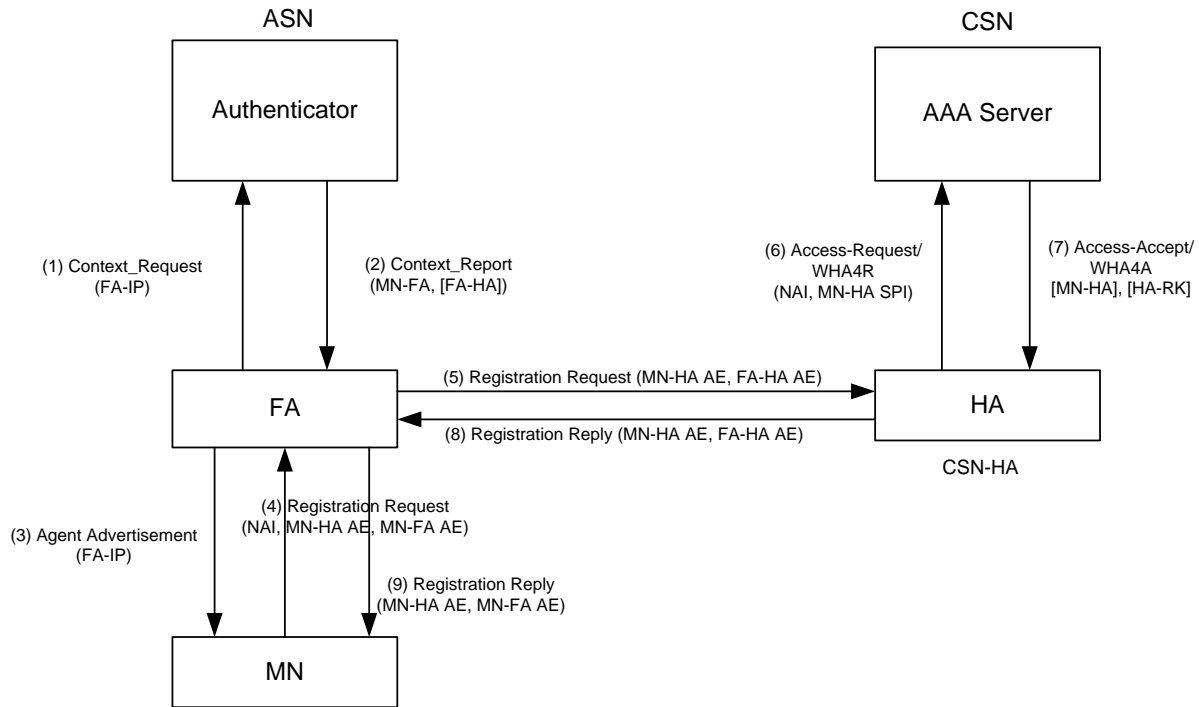 ASN
CSN
Authenticator
AAA Server
(1) Context_Request
(FA-IP)
(2) Context_Report
(MN-FA, [FA-HA])
(6) Access-Request/
WHA4R
(NAI, MN-HA SPI)
(7) Access-Accept/
WHA4A
[MN-HA], [HA-RK]
FA
(5) Registration Request (MN-HA AE, FA-HA AE)
(8) Registration Reply (MN-HA AE, FA-HA AE)
HA
CSN-HA
(3) Agent Advertisement
(FA-IP)
(4) Registration Request
(NAI, MN-HA AE, MN-FA AE)
(9) Registration Reply
(MN-HA AE, MN-FA AE)
MN